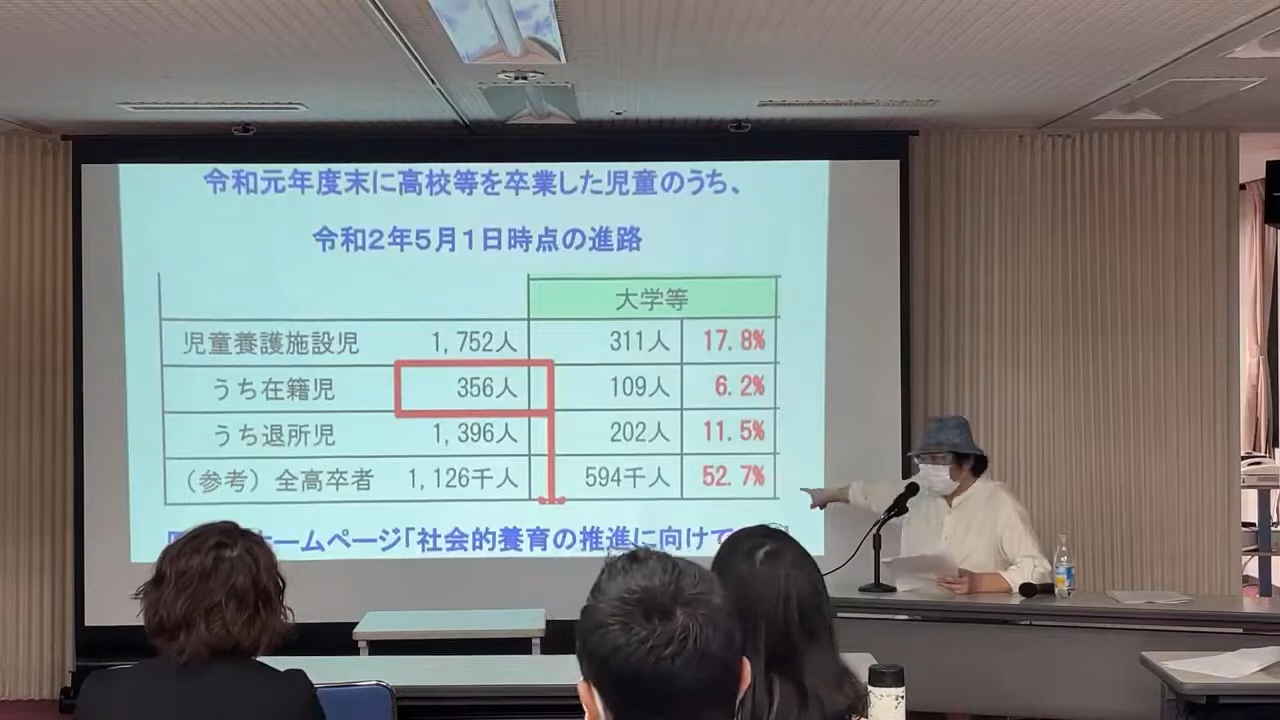 令和元年度末に高校等を卒業した児童のうち、
令和2年5月1日時点の進路
大学等
児童養護施設児 1,752人 311人 17.8%
うち在籍児 356人 109人 6.2%
うち退所児 1,396人 202人 11.5%
（参考）全高卒者 1,126千人 594千人 52.7%
ホームページ「社会的養育の推進に向けて